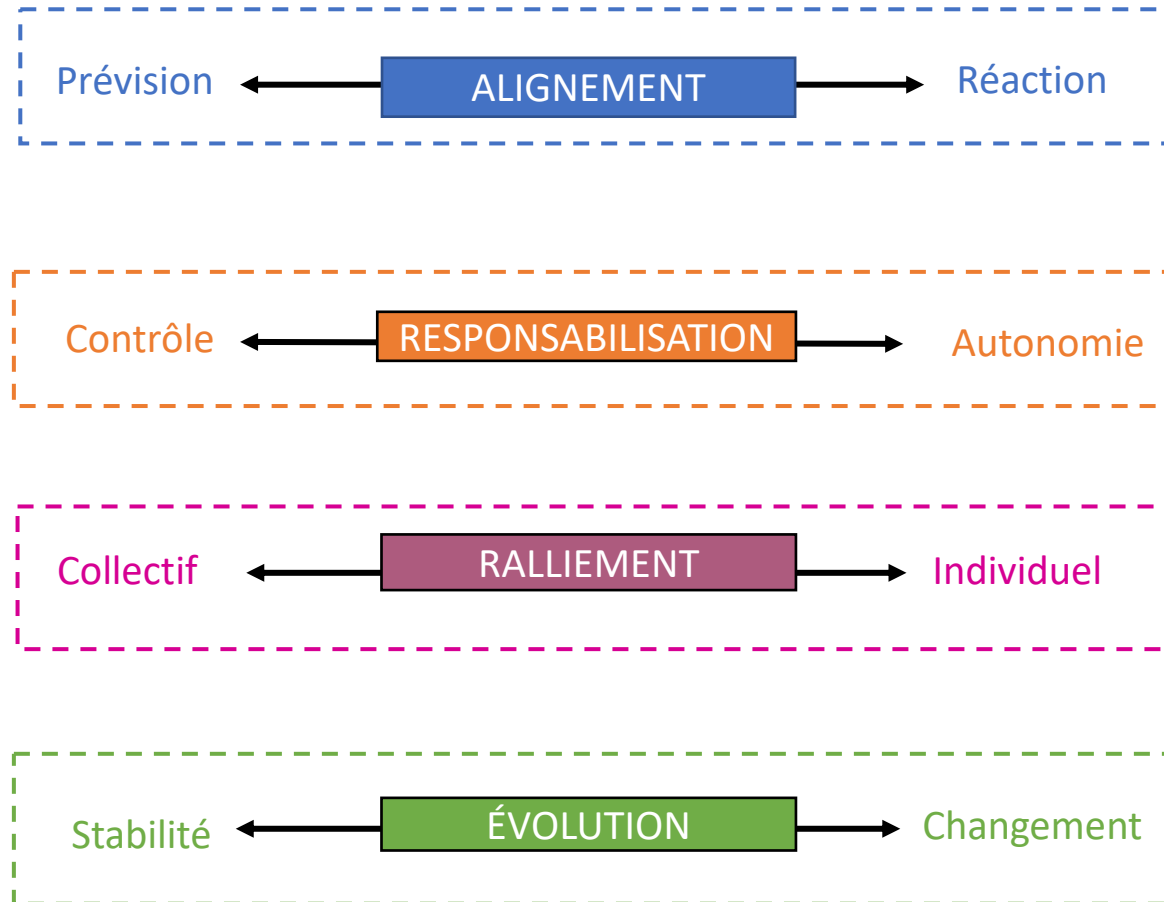 Prévision ALIGNEMENT Réaction
Contrôle RESPONSABILISATION Autonomie
Collectif RALLIEMENT Individuel
Stabilité ÉVOLUTION Changement